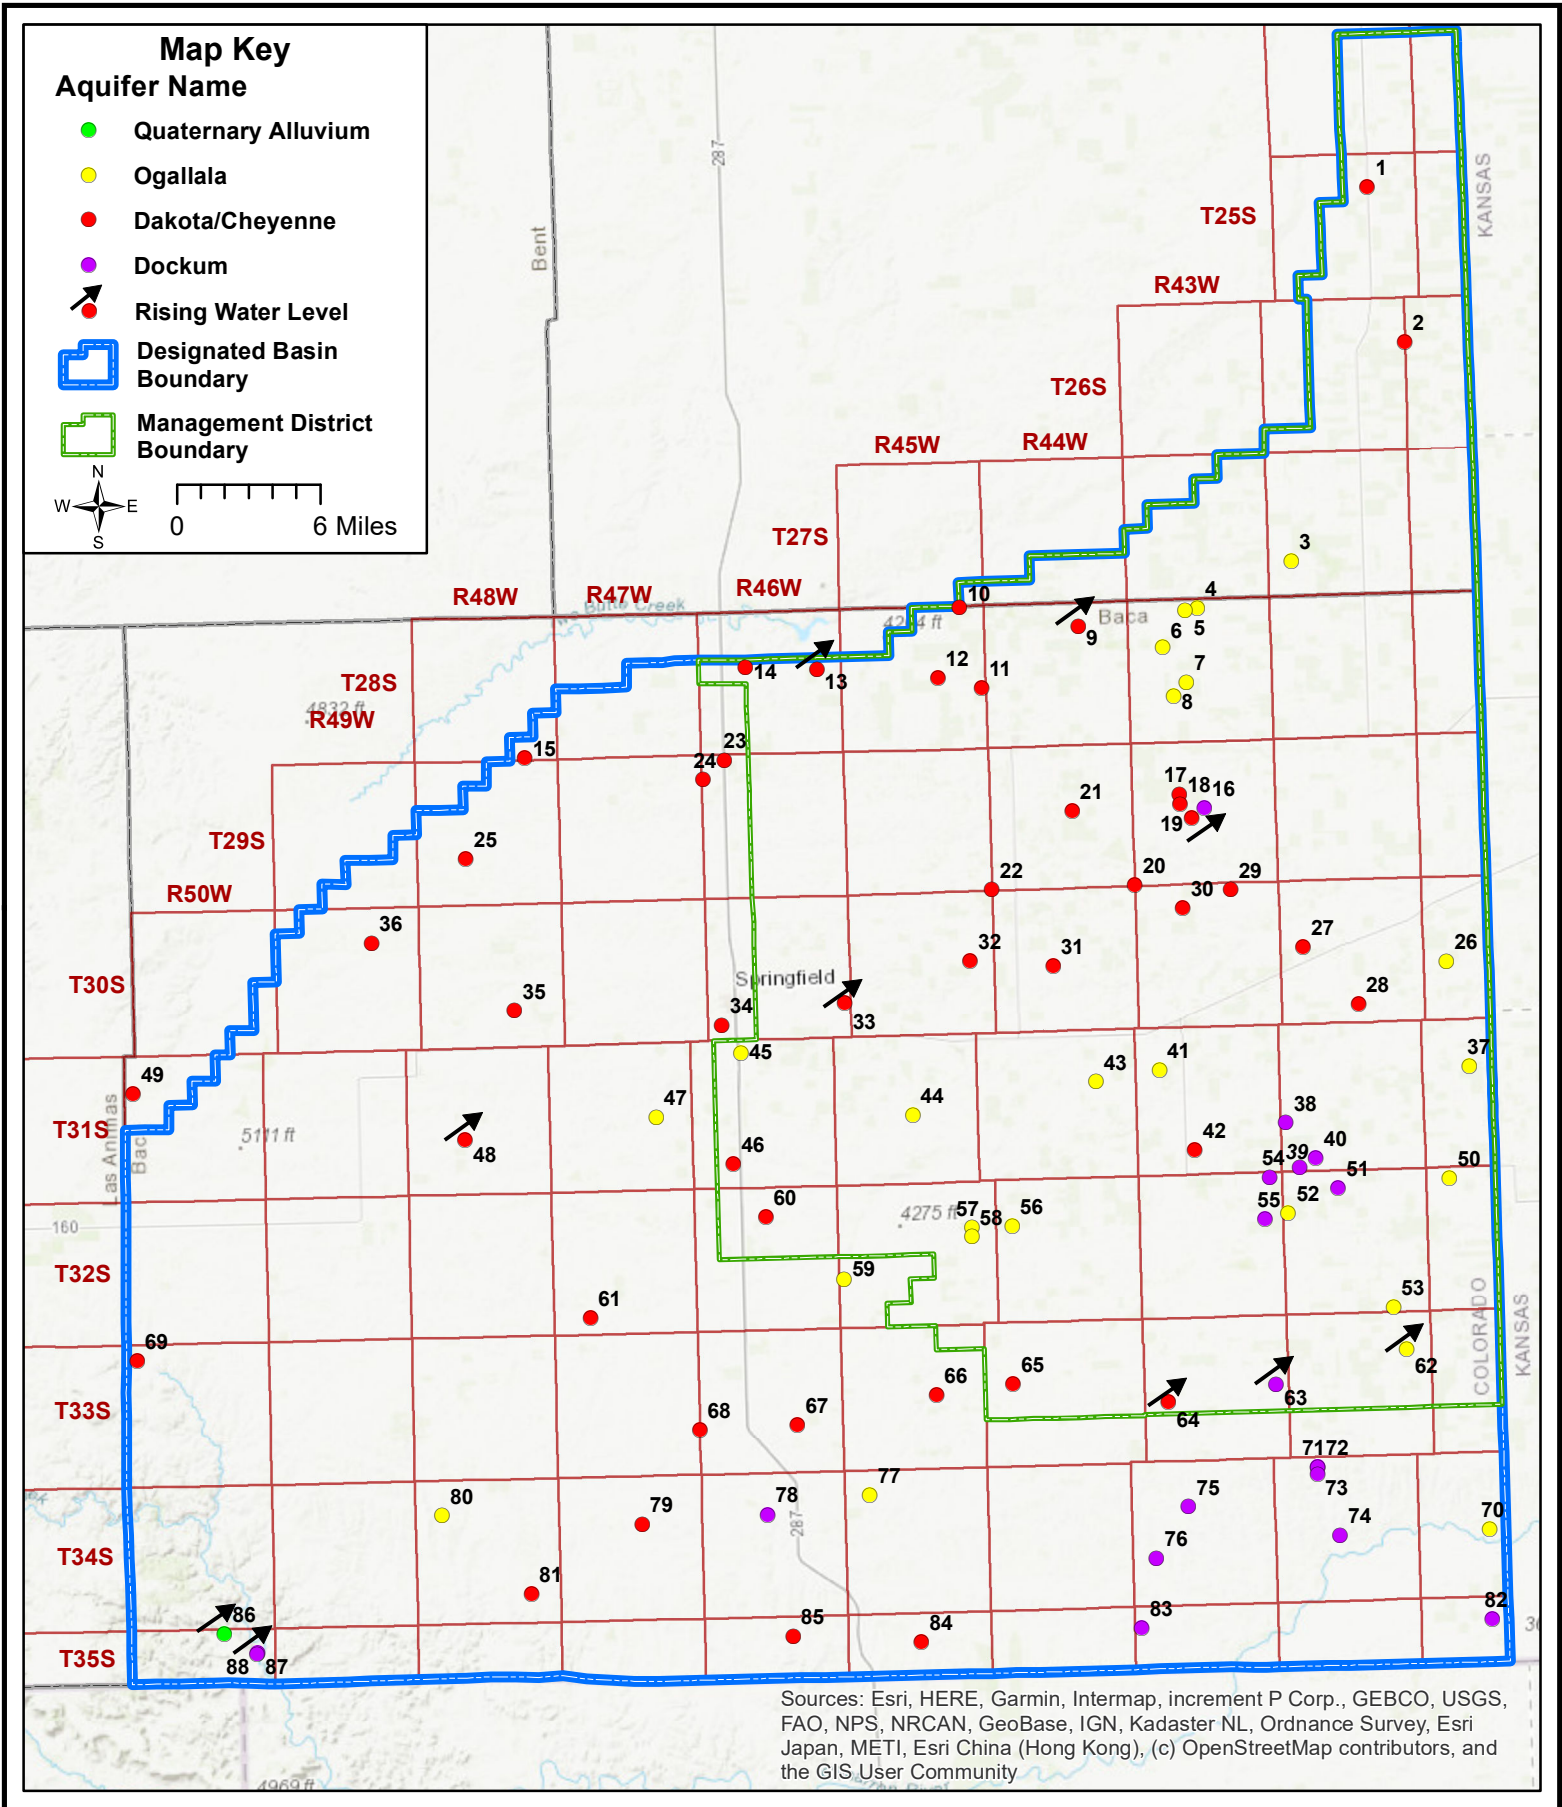 Map Key
Aquifer Name
Quaternary Alluvium
Ogallala
Dakota/Cheyenne
Dockum
Rising Water Level
Designated Basin
Boundary
Management District
Boundary
N
W E
S
0 6 Miles
287
Bent
KANSAS
1
T25S
R43W
2
T26S
R45W R44W
T27S
3
R48W R47W R46W
Butte Creek
10
4
5
Baca
9
6
7
8
12
11
14
13
T28S
4832 ft
R49W
15
23
24
17 18 16
19
21
T29S
25
R50W
22
20
29
30
36
32
31
27
26
T30S
Springfield
35
34
33
28
45
49
47
44
43
41
37
Las Animas
T31S
5111 ft
48
46
42
38
39
40
54
51
50
160
60
4275 ft
57
58
56
55
52
T32S
59
61
53
COLORADO
KANSAS
69
62
66
65
63
T33S
68
67
64
71 72
73
80
79
78
287
77
75
74
70
76
T34S
81
86
85
84
83
82
T35S
88 87
Sources: Esri, HERE, Garmin, Intermap, increment P Corp., GEBCO, USGS,
FAO, NPS, NRCAN, GeoBase, IGN, Kadaster NL, Ordnance Survey, Esri
Japan, METI, Esri China (Hong Kong), (c) OpenStreetMap contributors, and
the GIS User Community
4969 ft